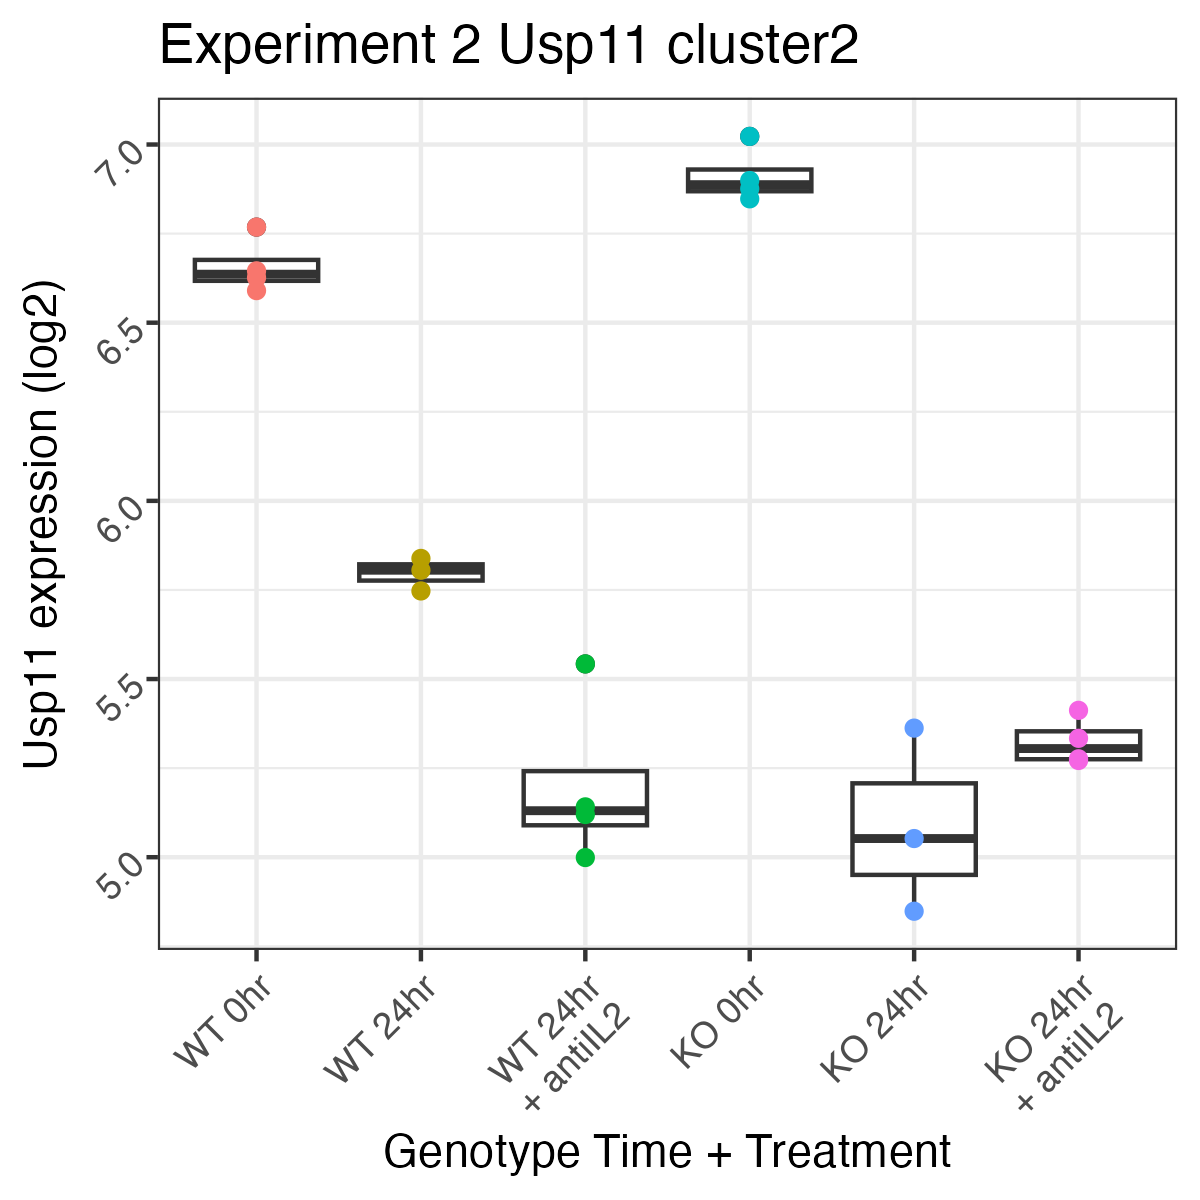 Experiment 2 Usp11 cluster2
Usp11 expression (log2)
7.0
6.5
6.0
5.5
5.0
WT 0hr
WT 24hr
WT 24hr
+ antiIL2
KO 0hr
KO 24hr
KO 24hr
+ antiIL2
Genotype Time + Treatment